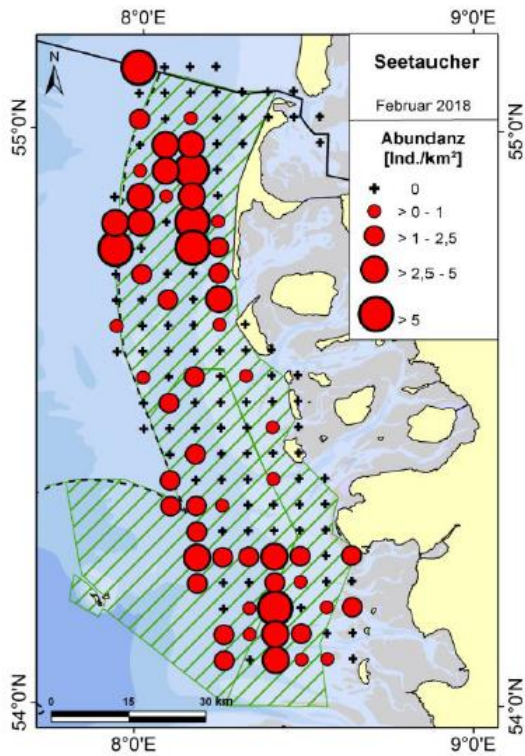 8°0'E 9°0'E
N
Seetaucher
Februar 2018
Abundanz
[Ind./km²]
0
> 0 - 1
> 1 - 2,5
> 2,5 - 5
> 5
55°0'N 55°0'N
54°0'N 54°0'N
0 15 30 km
8°0'E 9°0'E